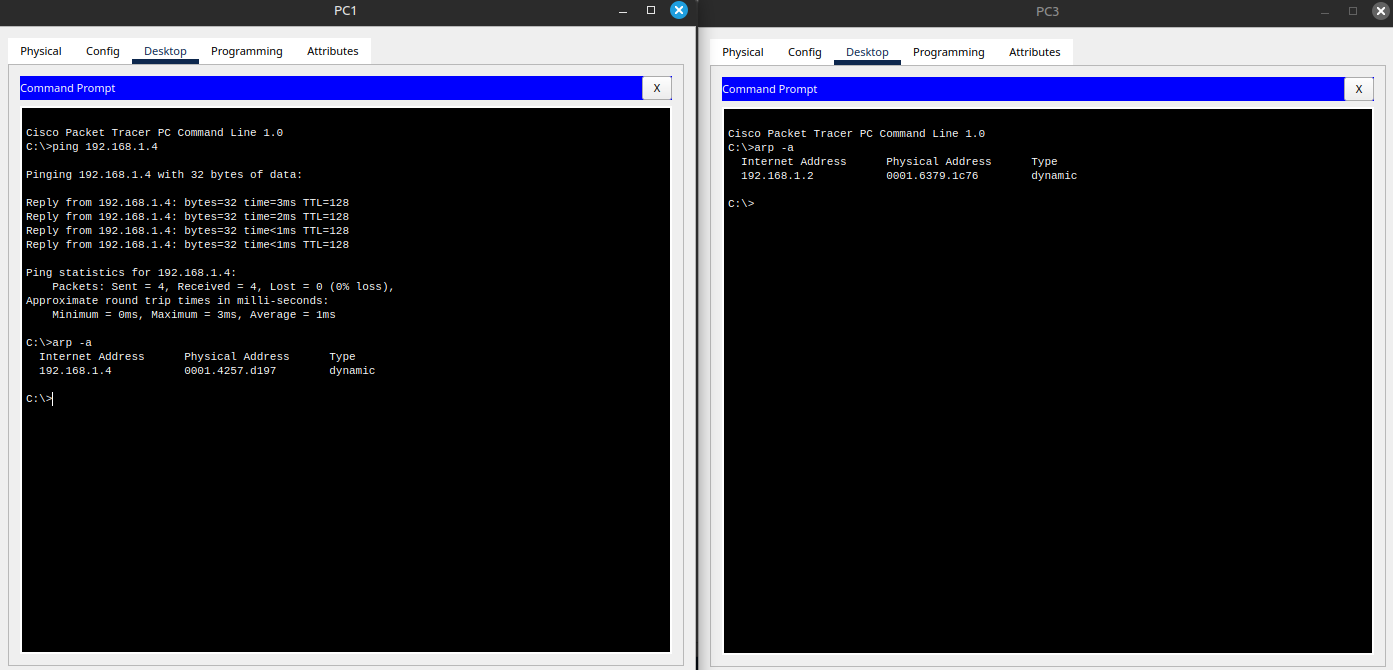 PC1
Physical Config Desktop Programming Attributes
Command Prompt
X
Cisco Packet Tracer PC Command Line 1.0
C:\>ping 192.168.1.4
Pinging 192.168.1.4 with 32 bytes of data:
Reply from 192.168.1.4: bytes=32 time=3ms TTL=128
Reply from 192.168.1.4: bytes=32 time=2ms TTL=128
Reply from 192.168.1.4: bytes=32 time<1ms TTL=128
Reply from 192.168.1.4: bytes=32 time<1ms TTL=128
Ping statistics for 192.168.1.4:
    Packets: Sent = 4, Received = 4, Lost = 0 (0% loss),
Approximate round trip times in milli-seconds:
    Minimum = 0ms, Maximum = 3ms, Average = 1ms
C:\>arp -a
  Internet Address      Physical Address      Type
  192.168.1.4           0001.4257.d197        dynamic
C:\>
PC3
Physical Config Desktop Programming Attributes
Command Prompt
X
Cisco Packet Tracer PC Command Line 1.0
C:\>arp -a
  Internet Address      Physical Address      Type
  192.168.1.2           0001.6379.1c76        dynamic
C:\>